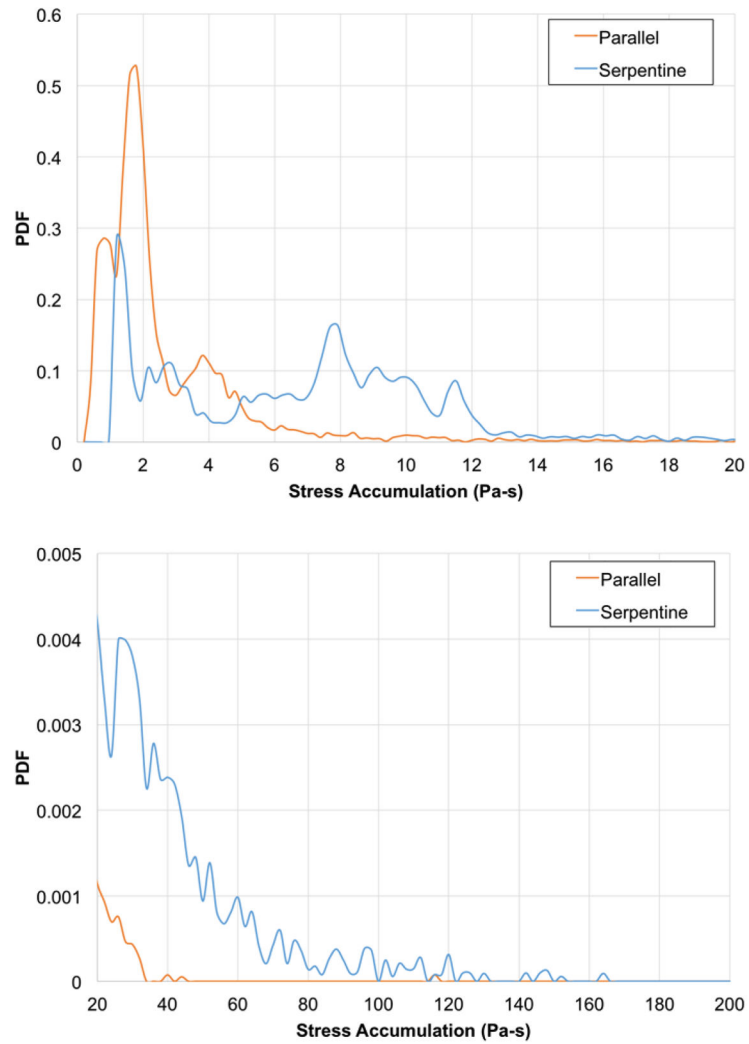 0.6
Parallel
Serpentine
0.5
0.4
0.3
0.2
0.1
0
PDF
0 2 4 6 8 10 12 14 16 18 20
Stress Accumulation (Pa-s)
0.005
Parallel
Serpentine
0.004
0.003
0.002
0.001
0
PDF
20 40 60 80 100 120 140 160 180 200
Stress Accumulation (Pa-s)